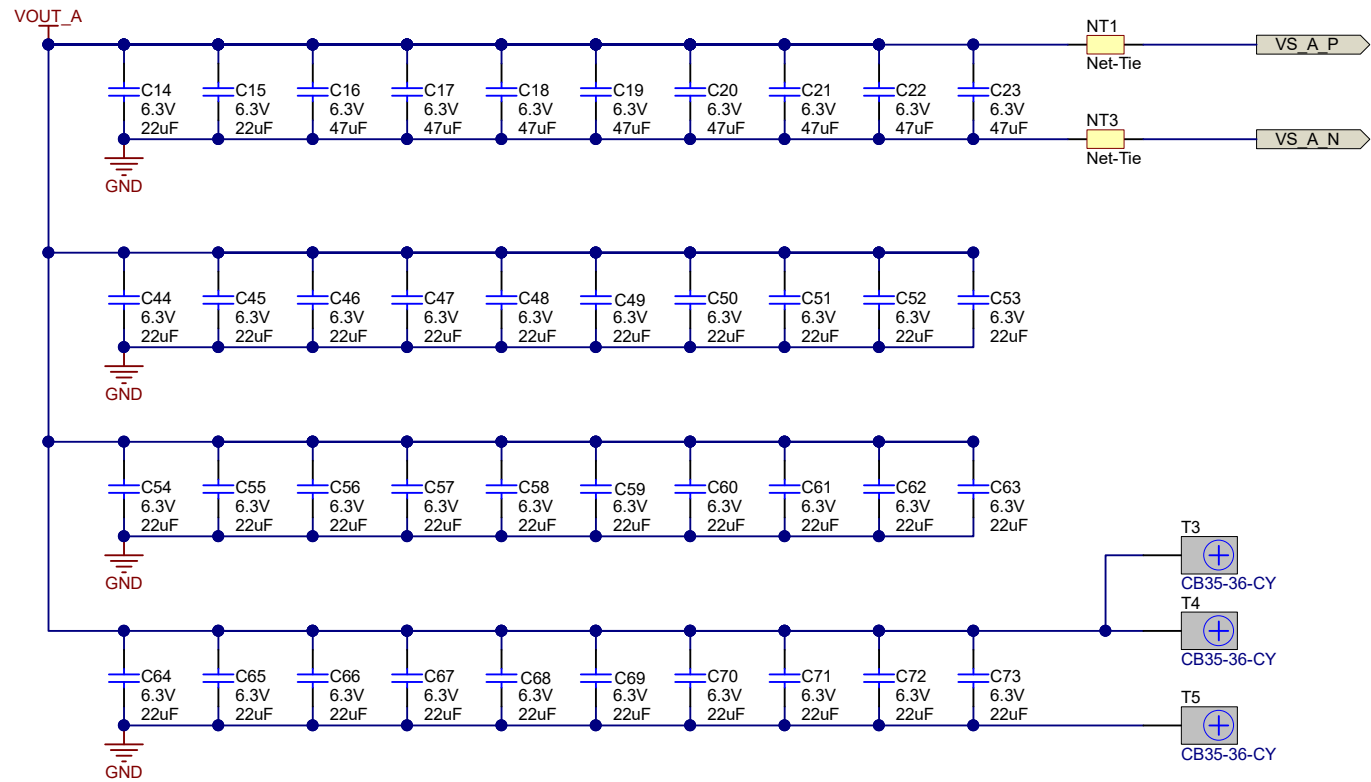 VOUT_A
NT1
VS_A_P
Net-Tie
C14 C15 C16 C17 C18 C19 C20 C21 C22 C23
6.3V 6.3V 6.3V 6.3V 6.3V 6.3V 6.3V 6.3V 6.3V 6.3V
22uF 22uF 47uF 47uF 47uF 47uF 47uF 47uF 47uF 47uF
NT3
VS_A_N
Net-Tie
GND
C44 C45 C46 C47 C48 C49 C50 C51 C52 C53
6.3V 6.3V 6.3V 6.3V 6.3V 6.3V 6.3V 6.3V 6.3V 6.3V
22uF 22uF 22uF 22uF 22uF 22uF 22uF 22uF 22uF 22uF
GND
C54 C55 C56 C57 C58 C59 C60 C61 C62 C63
6.3V 6.3V 6.3V 6.3V 6.3V 6.3V 6.3V 6.3V 6.3V 6.3V
22uF 22uF 22uF 22uF 22uF 22uF 22uF 22uF 22uF 22uF
GND
T3
CB35-36-CY
T4
CB35-36-CY
C64 C65 C66 C67 C68 C69 C70 C71 C72 C73
6.3V 6.3V 6.3V 6.3V 6.3V 6.3V 6.3V 6.3V 6.3V 6.3V
22uF 22uF 22uF 22uF 22uF 22uF 22uF 22uF 22uF 22uF
T5
CB35-36-CY
GND